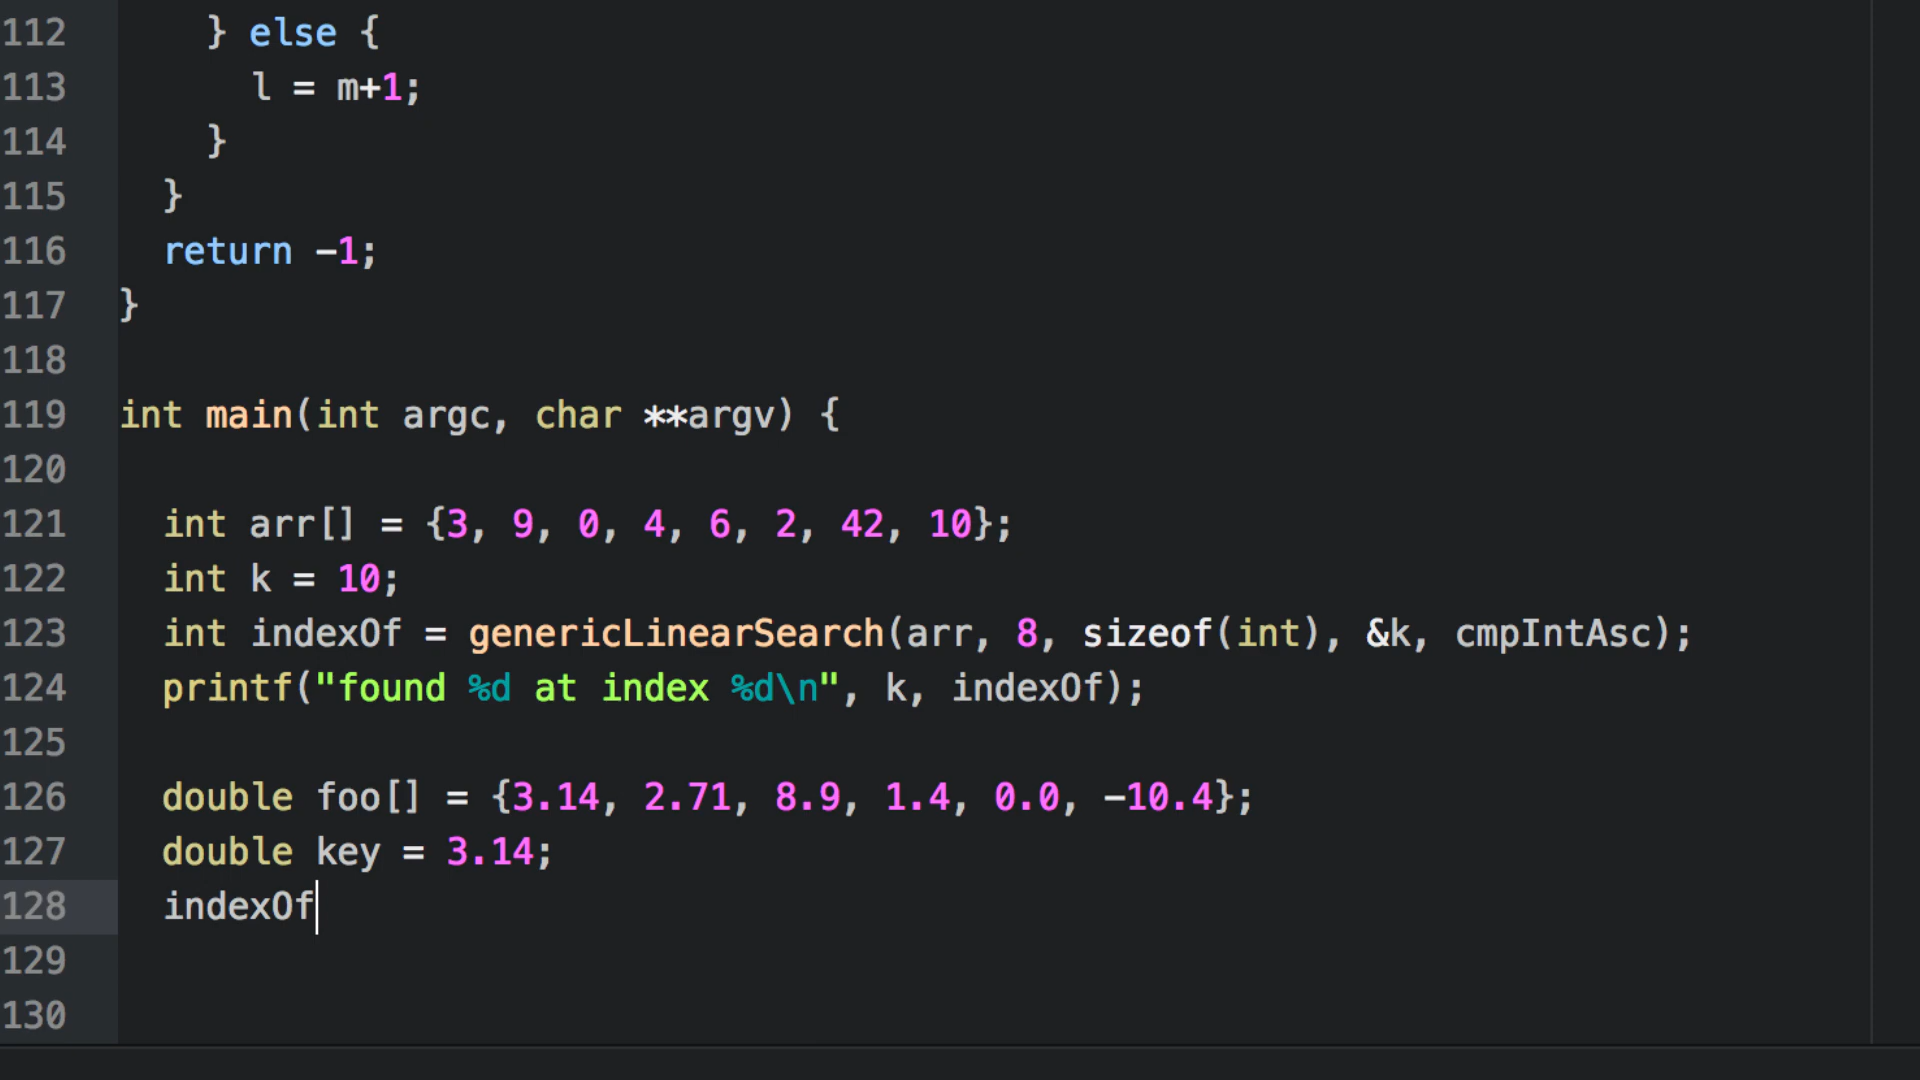 112 } else {
113 l = m+1;
114 }
115 }
116 return -1;
117 }
118
119 int main(int argc, char **argv) {
120
121 int arr[] = {3, 9, 0, 4, 6, 2, 42, 10};
122 int k = 10;
123 int indexOf = genericLinearSearch(arr, 8, sizeof(int), &k, cmpIntAsc);
124 printf("found %d at index %d\n", k, indexOf);
125
126 double foo[] = {3.14, 2.71, 8.9, 1.4, 0.0, -10.4};
127 double key = 3.14;
128 indexOf
129
130